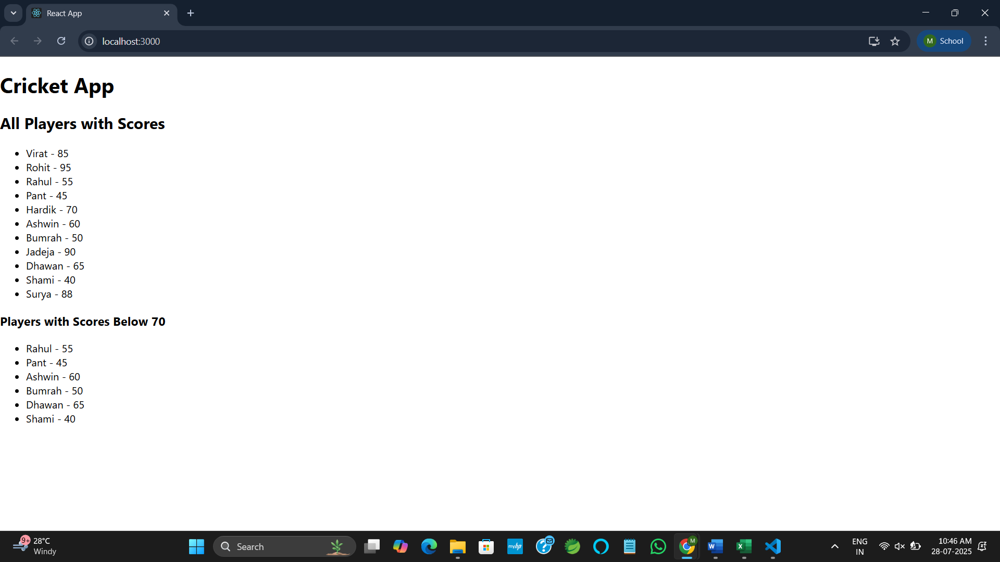 React App
localhost:3000
M School
Cricket App
All Players with Scores
Virat - 85
Rohit - 95
Rahul - 55
Pant - 45
Hardik - 70
Ashwin - 60
Bumrah - 50
Jadeja - 90
Dhawan - 65
Shami - 40
Surya - 88
Players with Scores Below 70
Rahul - 55
Pant - 45
Ashwin - 60
Bumrah - 50
Dhawan - 65
Shami - 40
9+ 28°C
Windy
Search
myhp
M
W
X
ENG
IN
10:46 AM
28-07-2025